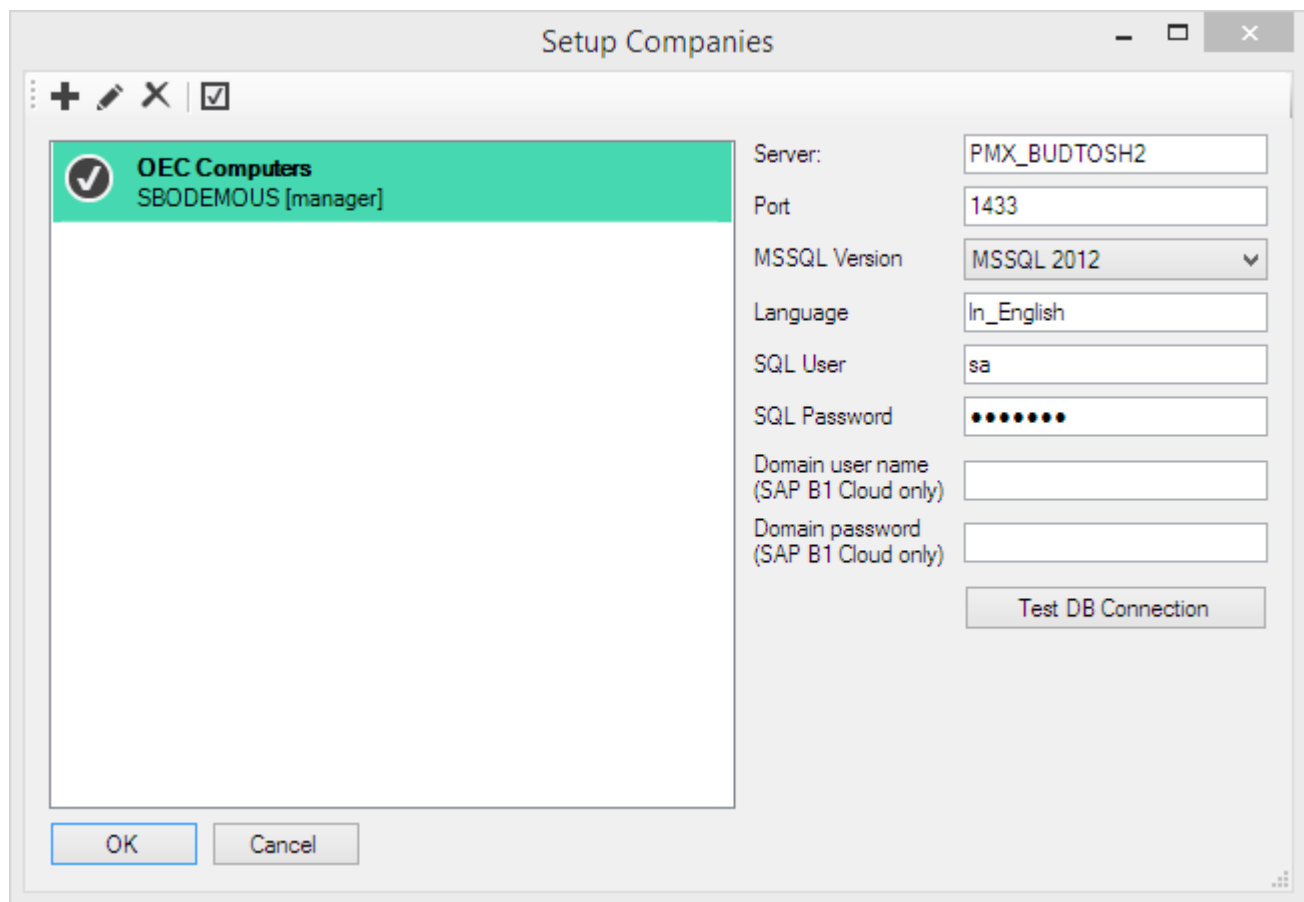 Setup Companies
OEC Computers
SBODEMOUS [manager]
Server:
PMX_BUDTOSH2
Port
1433
MSSQL Version
MSSQL 2012
Language
ln_English
SQL User
sa
SQL Password
●●●●●●●
Domain user name
(SAP B1 Cloud only)
Domain password
(SAP B1 Cloud only)
Test DB Connection
OK
Cancel